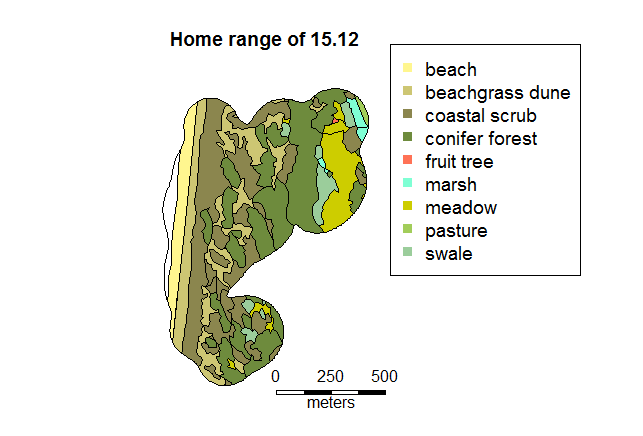 Home range of 15.12
beach
beachgrass dune
coastal scrub
conifer forest
fruit tree
marsh
meadow
pasture
swale
0 250 500
meters